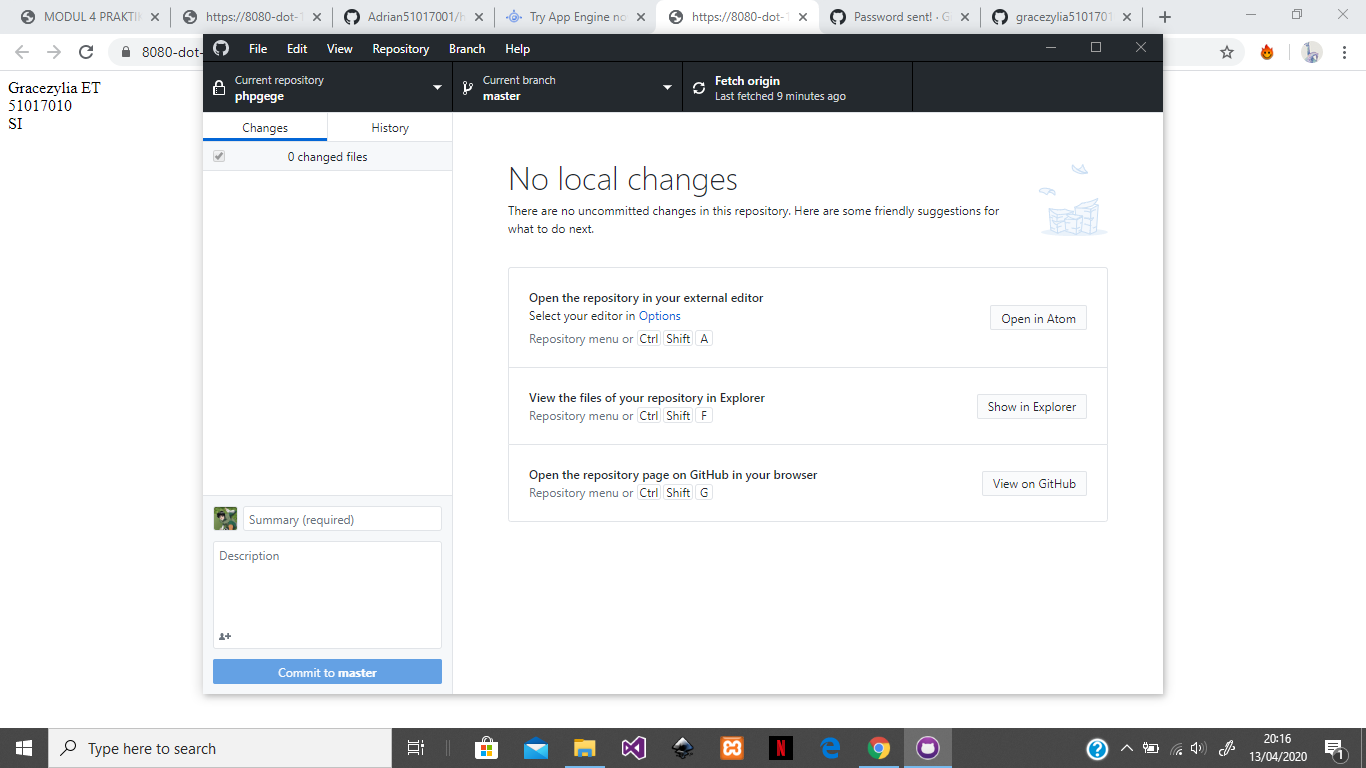 MODUL 4 PRAKTI
https://8080-dot-1
Adrian51017001/h
Try App Engine no
https://8080-dot-1
Password sent! · G
gracezylia5101701
8080-dot-
Gracezylia ET
51017010
SI
File Edit View Repository Branch Help
Current repository
phpgege
Current branch
master
Fetch origin
Last fetched 9 minutes ago
Changes History
0 changed files
No local changes
There are no uncommitted changes in this repository. Here are some friendly suggestions for
what to do next.
Open the repository in your external editor
Select your editor in Options
Repository menu or Ctrl Shift A
Open in Atom
View the files of your repository in Explorer
Repository menu or Ctrl Shift F
Show in Explorer
Open the repository page on GitHub in your browser
Repository menu or Ctrl Shift G
View on GitHub
Summary (required)
Description
Commit to master
Type here to search
20:16
13/04/2020
1